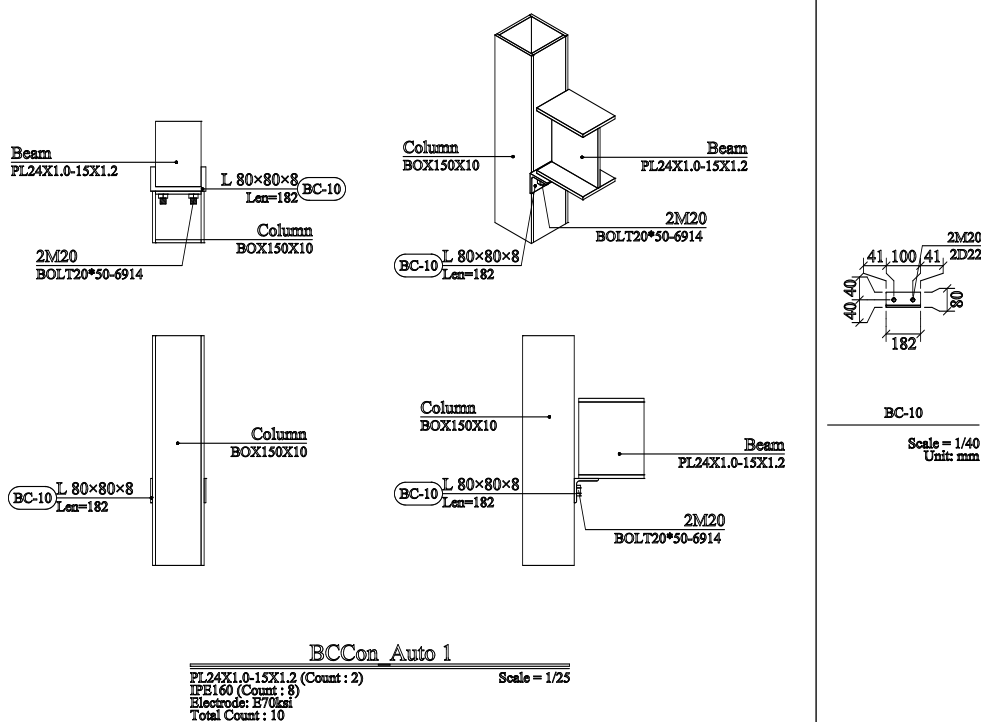 Beam
PL24X1.0-15X1.2
L 80×80×8
Len=182
BC-10
Column
BOX150X10
2M20
BOLT20*50-6914
Column
BOX150X10
Beam
PL24X1.0-15X1.2
2M20
BOLT20*50-6914
BC-10
L 80×80×8
Len=182
Column
BOX150X10
BC-10
L 80×80×8
Len=182
Column
BOX150X10
Beam
PL24X1.0-15X1.2
BC-10
L 80×80×8
Len=182
2M20
BOLT20*50-6914
BCCon_Auto 1
PL24X1.0-15X1.2 (Count : 2)
Scale = 1/25
IPE160 (Count : 8)
Electrode: E70ksi
Total Count : 10
2M20
2D22
41 100 41
40
40
80
182
BC-10
Scale = 1/40
Unit: mm